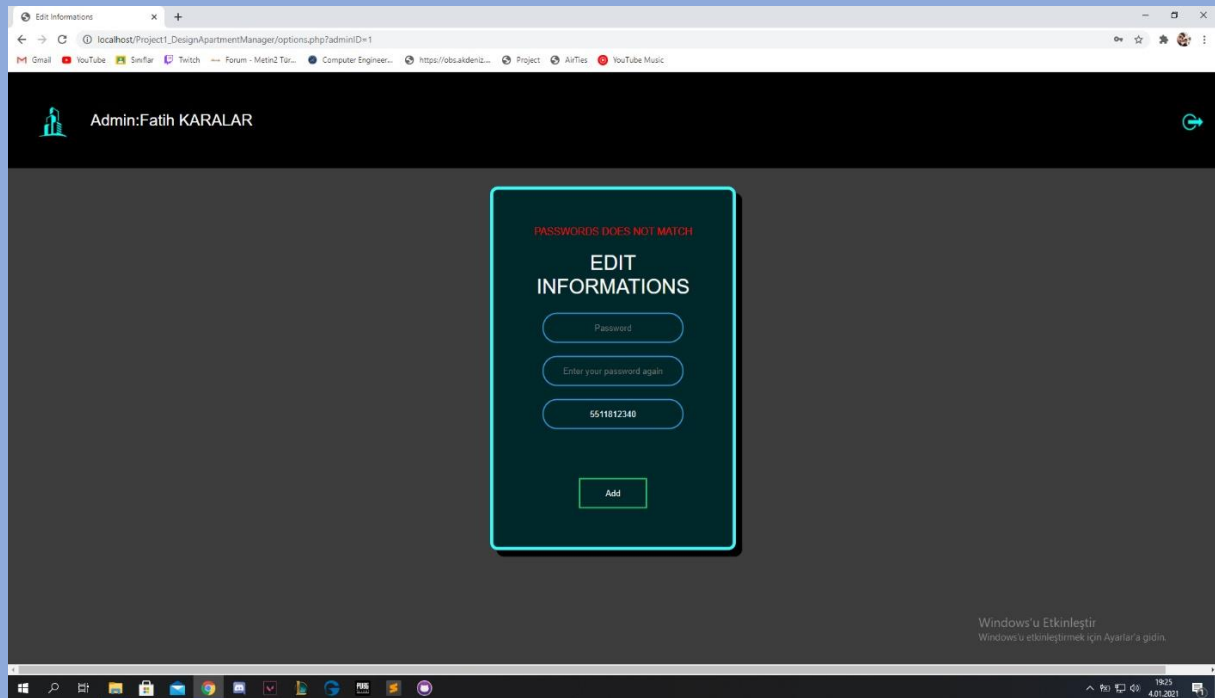 Edit Informations
localhost/Project1_DesignApartmentManager/options.php?adminID=1
Gmail YouTube Sınıflar Twitch Forum - Metin2 Tür... Computer Engineer... https://obs.akdeniz... Project AirTies YouTube Music
Admin:Fatih KARALAR
PASSWORDS DOES NOT MATCH
EDIT
INFORMATIONS
Password
Enter your password again
5511812340
Add
Windows'u Etkinleştir
Windows'u etkinleştirmek için Ayarlar'a gidin.
19:25
4.01.2021